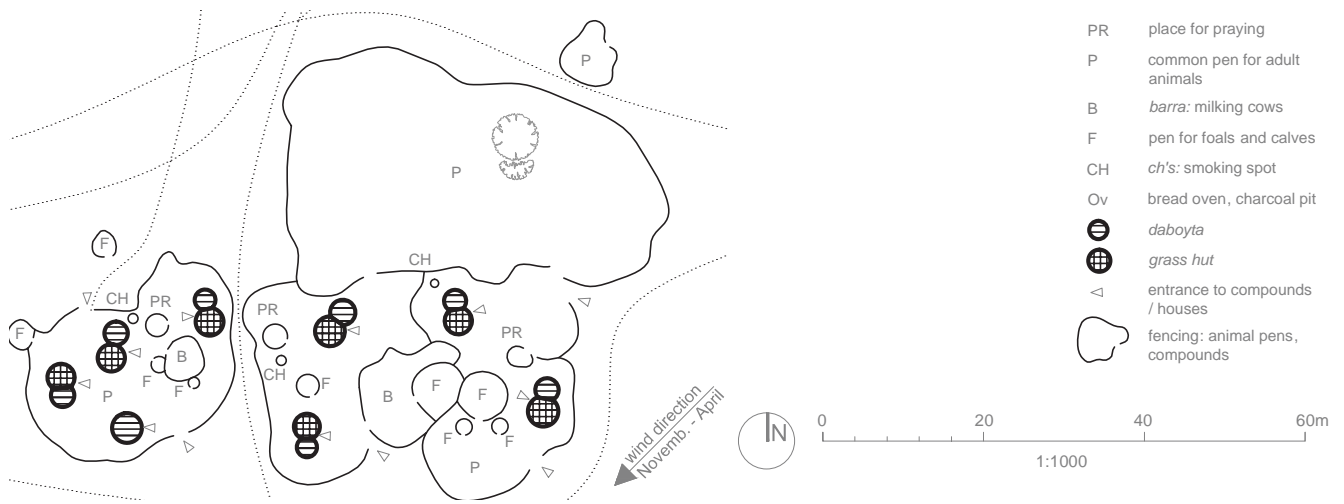 P
P
F
CH
PR
F
B
F
F
P
CH
PR
CH
F
PR
B
F
F
F
F
P
wind direction
Novemb. - April
N
PR place for praying
P common pen for adult
animals
B barra: milking cows
F pen for foals and calves
CH ch's: smoking spot
Ov bread oven, charcoal pit
daboyta
grass hut
entrance to compounds
/ houses
fencing: animal pens,
compounds
0 20 40 60m
1:1000